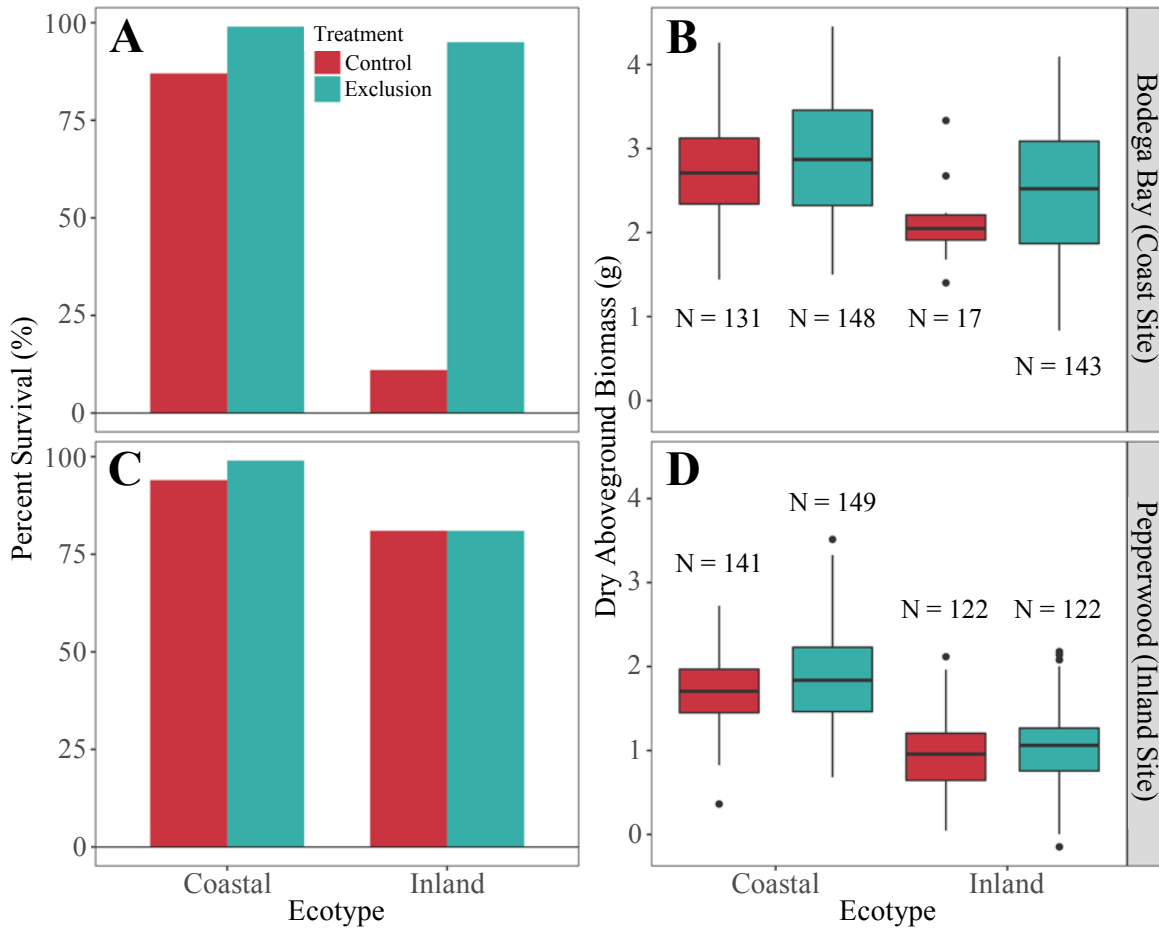 A
Treatment
Control
Exclusion
100
75
50
25
0
Percent Survival (%)
B
4
3
2
1
0
N = 131
N = 148
N = 17
N = 143
Dry Aboveground Biomass (g)
Bodega Bay (Coast Site)
C
100
75
50
25
0
Coastal
Inland
Ecotype
D
4
3
2
1
0
N = 149
N = 141
N = 122
N = 122
Coastal
Inland
Ecotype
Pepperwood (Inland Site)